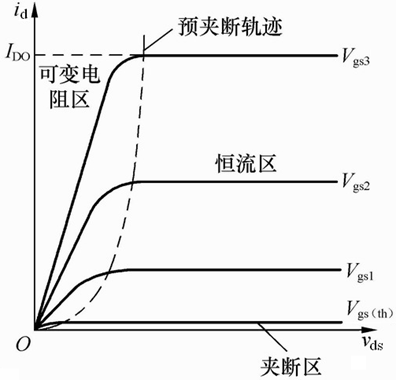 i_d
预夹断轨迹
I_DO
可变电
阻区
V_gs3
恒流区
V_gs2
V_gs1
V_gs(th)
O
v_ds
夹断区